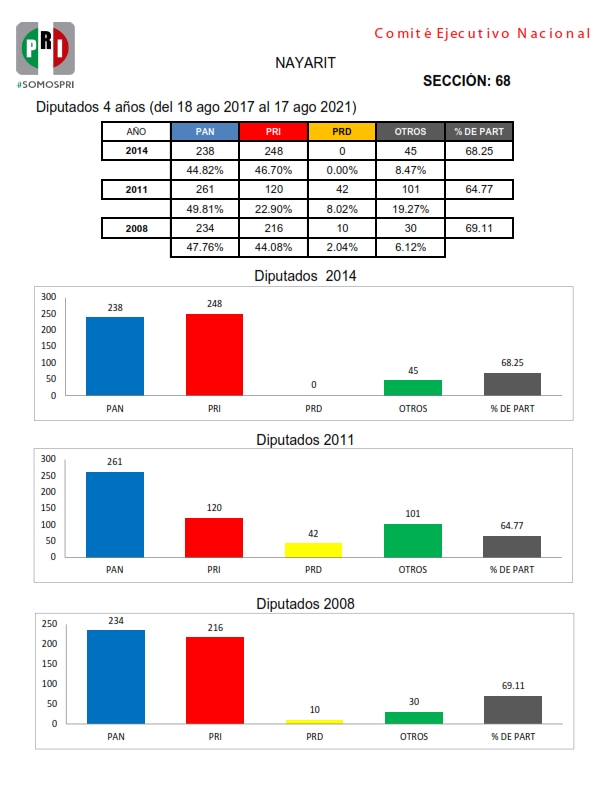 Comité Ejecutivo Nacional
PRI
#SOMOSPRI
NAYARIT
SECCIÓN: 68
Diputados 4 años (del 18 ago 2017 al 17 ago 2021)
AÑO PAN PRI PRD OTROS % DE PART
2014 238 248 0 45 68.25
44.82% 46.70% 0.00% 8.47%
2011 261 120 42 101 64.77
49.81% 22.90% 8.02% 19.27%
2008 234 216 10 30 69.11
47.76% 44.08% 2.04% 6.12%
Diputados 2014
300
250
200
150
100
50
0
238 248 0 45 68.25
PAN PRI PRD OTROS % DE PART
Diputados 2011
300
250
200
150
100
50
0
261 120 42 101 64.77
PAN PRI PRD OTROS % DE PART
Diputados 2008
250
200
150
100
50
0
234 216 10 30 69.11
PAN PRI PRD OTROS % DE PART